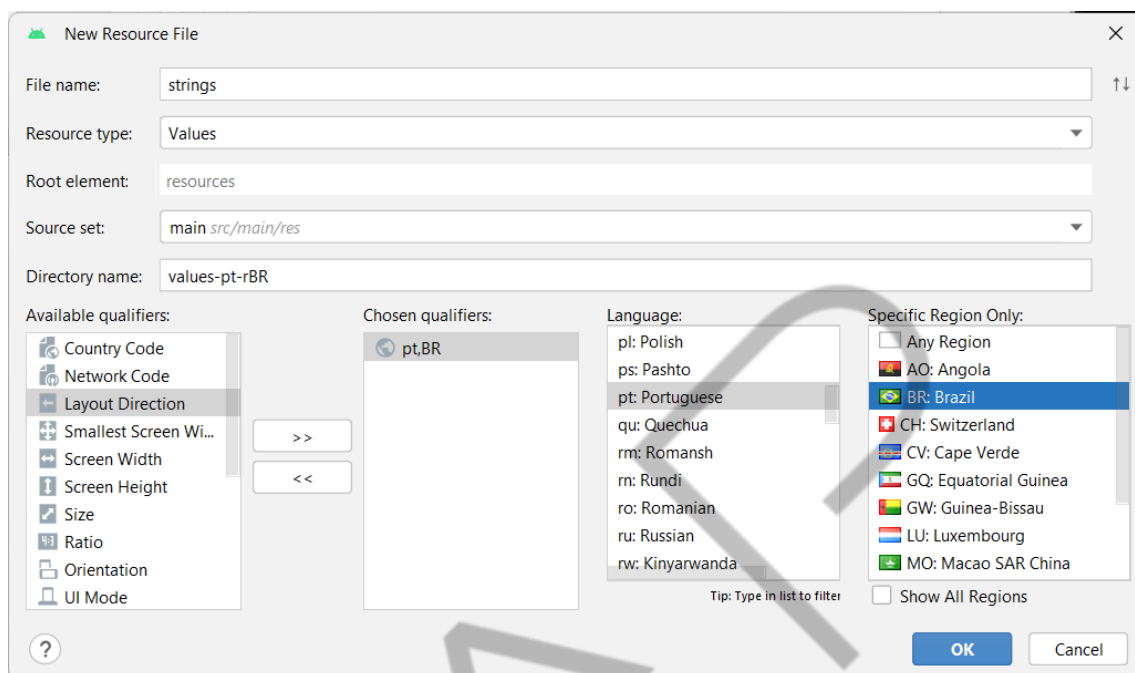 New Resource File
File name: strings
Resource type: Values
Root element: resources
Source set: main src/main/res
Directory name: values-pt-rBR
Available qualifiers:
Country Code
Network Code
Layout Direction
Smallest Screen Wi...
Screen Width
Screen Height
Size
Ratio
Orientation
UI Mode
>>
<<
Chosen qualifiers:
pt,BR
Language:
pl: Polish
ps: Pashto
pt: Portuguese
qu: Quechua
rm: Romansh
rn: Rundi
ro: Romanian
ru: Russian
rw: Kinyarwanda
Tip: Type in list to filter
Specific Region Only:
Any Region
AO: Angola
BR: Brazil
CH: Switzerland
CV: Cape Verde
GQ: Equatorial Guinea
GW: Guinea-Bissau
LU: Luxembourg
MO: Macao SAR China
Show All Regions
?
OK
Cancel